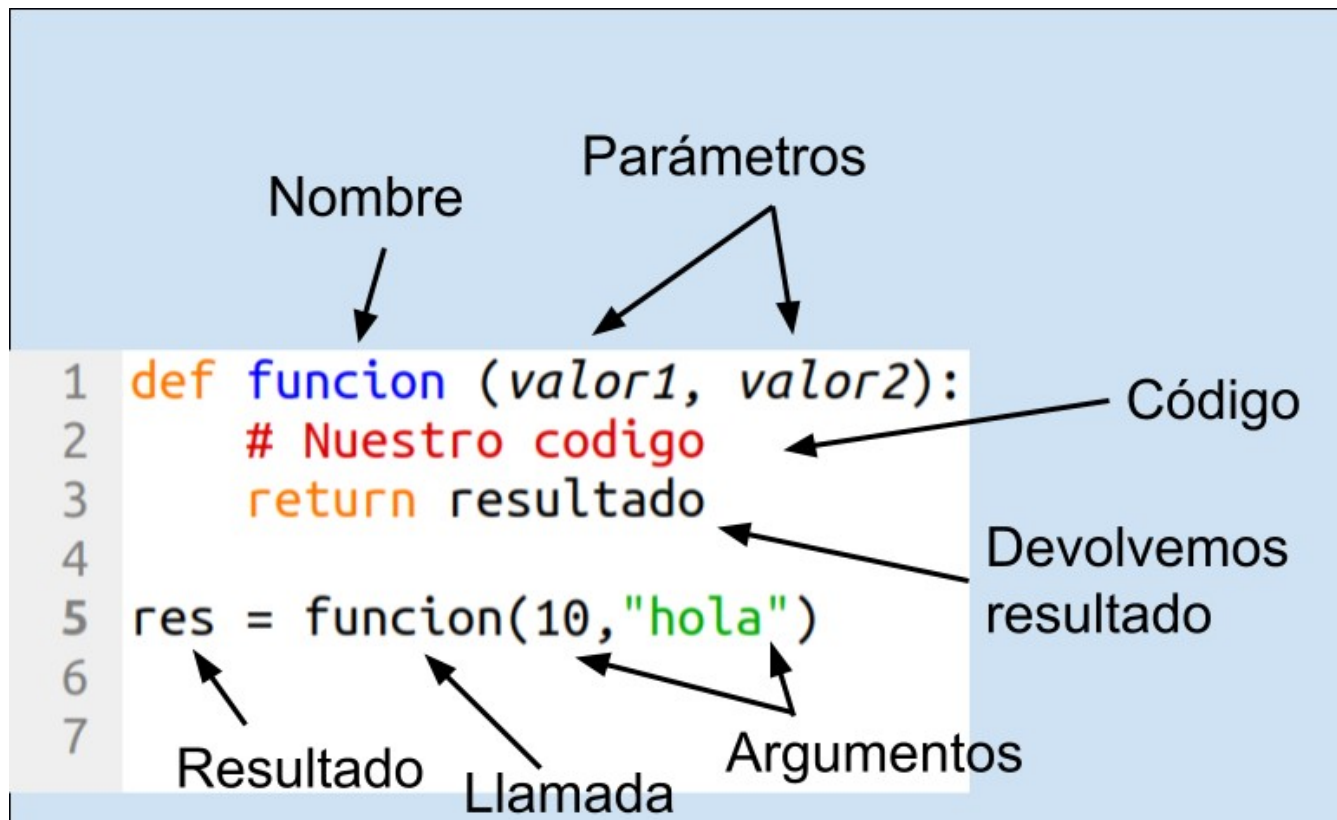 Parámetros
Nombre
1 def funcion (valor1, valor2):
Código
2 # Nuestro codigo
3 return resultado
4
Devolvemos
resultado
5 res = funcion(10,"hola")
6
7
Resultado
Llamada
Argumentos